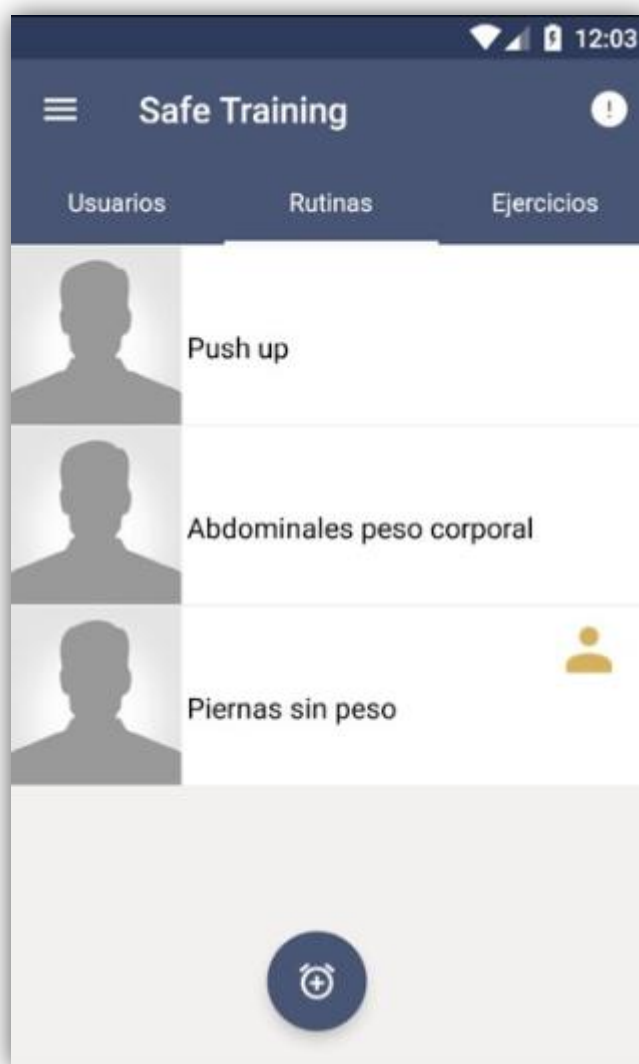 12:03
Safe Training
Usuarios Rutinas Ejercicios
Push up
Abdominales peso corporal
Piernas sin peso